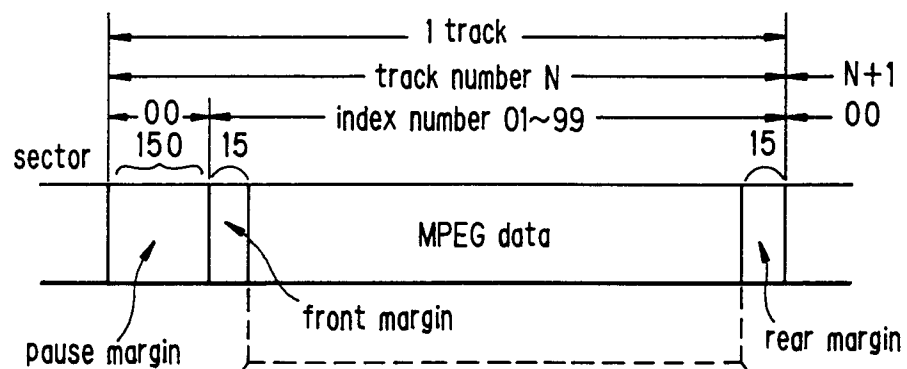 1 track
track number N N+1
00 index number 01~99 00
sector 150 15 15
MPEG data
front margin
pause margin rear margin